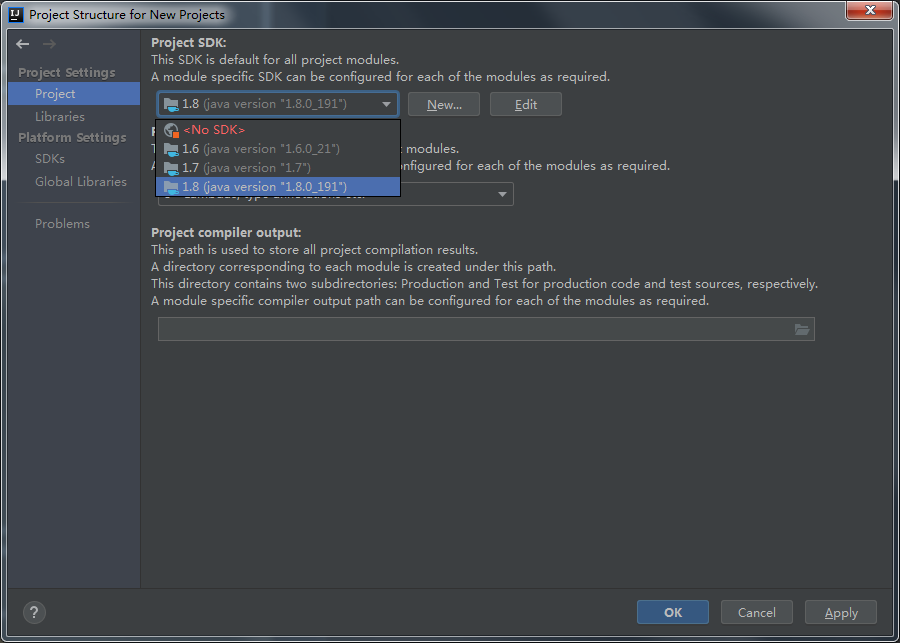 Project Structure for New Projects
Project Settings
Project
Libraries
Platform Settings
SDKs
Global Libraries
Problems
Project SDK:
This SDK is default for all project modules.
A module specific SDK can be configured for each of the modules as required.
1.8 (java version "1.8.0_191")
New...
Edit
<No SDK>
1.6 (java version "1.6.0_21")
1.7 (java version "1.7")
1.8 (java version "1.8.0_191")
modules.
configured for each of the modules as required.
Project compiler output:
This path is used to store all project compilation results.
A directory corresponding to each module is created under this path.
This directory contains two subdirectories: Production and Test for production code and test sources, respectively.
A module specific compiler output path can be configured for each of the modules as required.
?
OK
Cancel
Apply